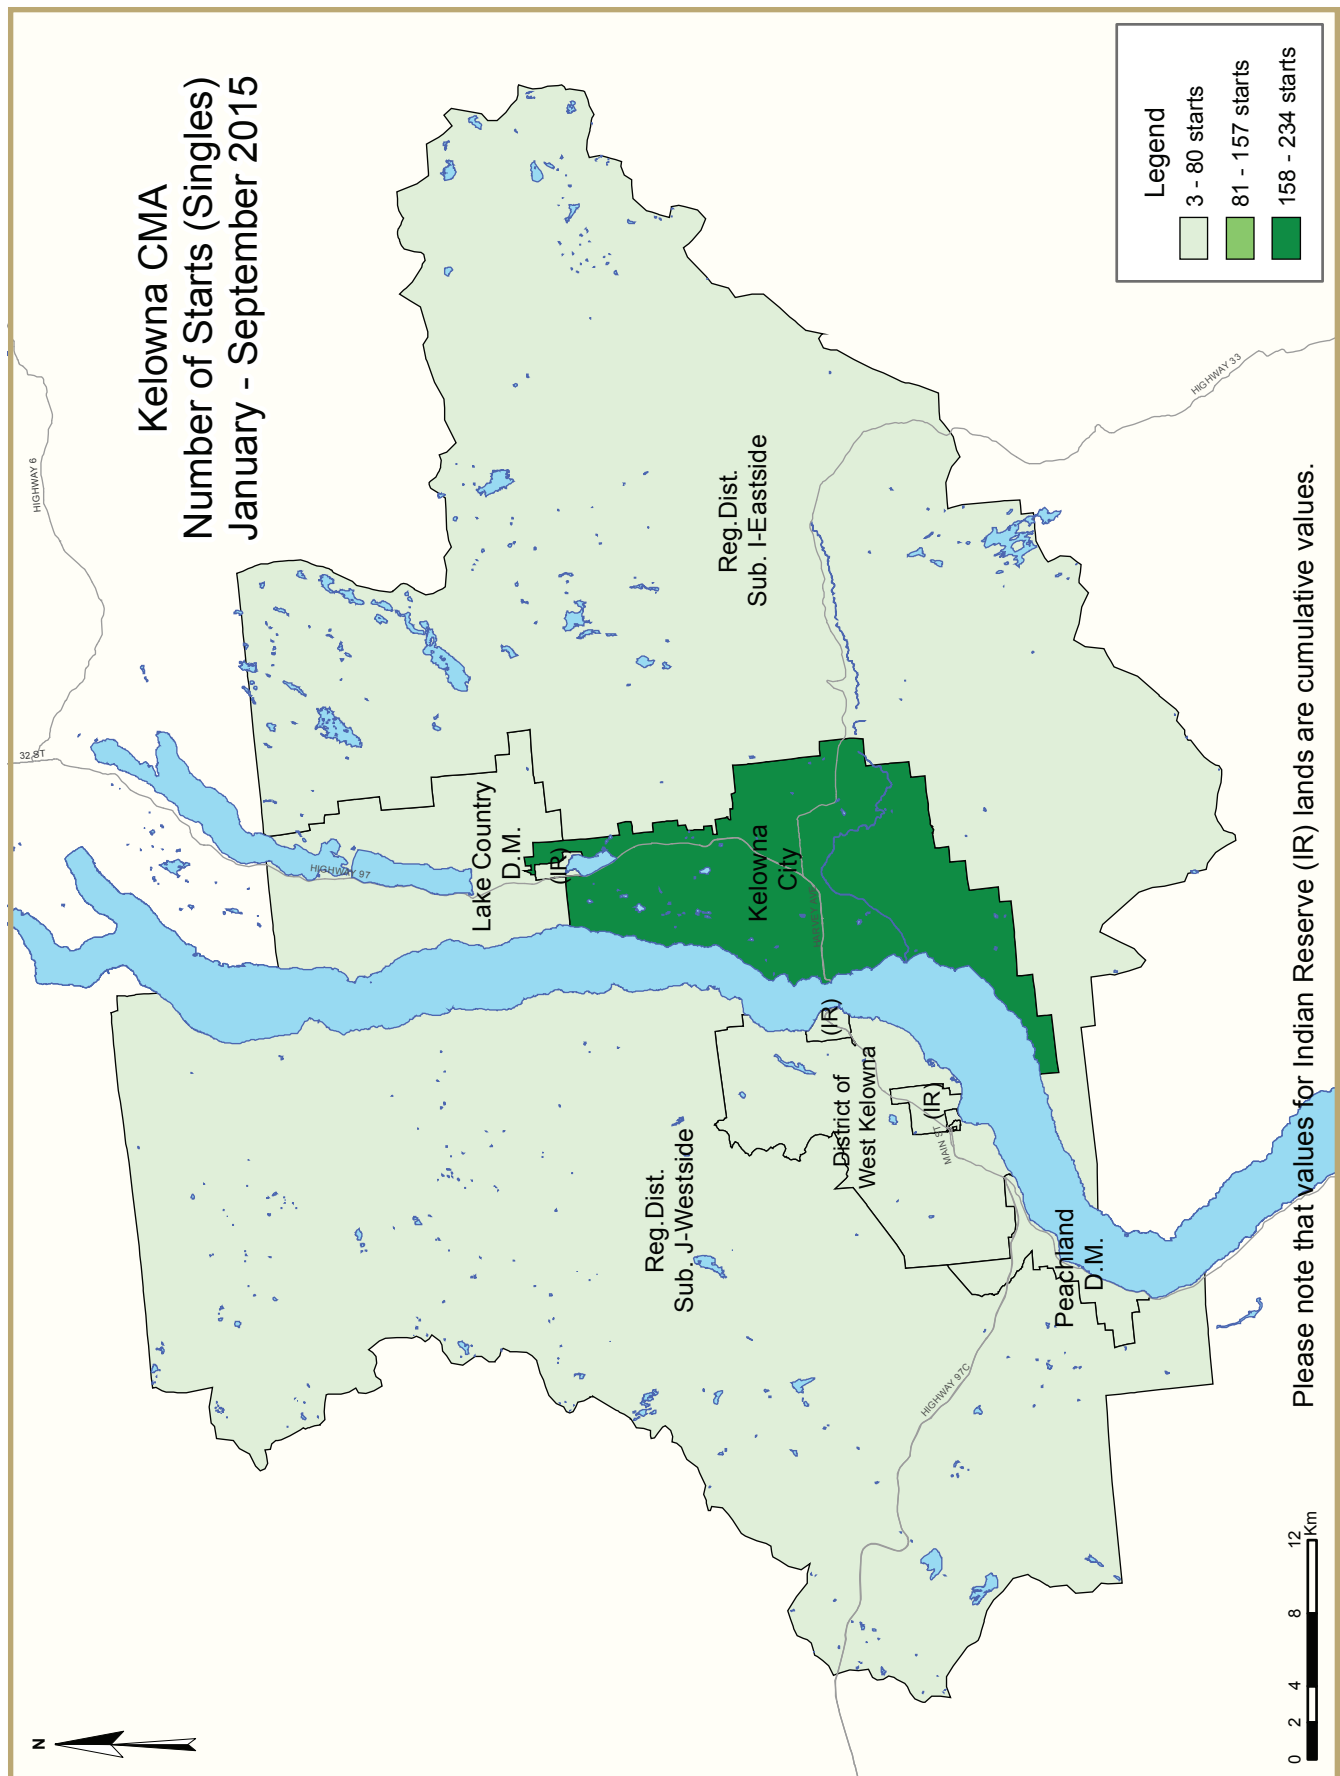 Kelowna CMA
Number of Starts (Singles)
January - September 2015
N
HIGHWAY 6
32 ST
HIGHWAY 97
Lake Country
D.M.
(IR)
Reg.Dist.
Sub. I-Eastside
Kelowna
City
HIGHWAY 33
(IR)
District of
West Kelowna
(IR)
MAIN ST
Reg.Dist.
Sub. J-Westside
Peachland
D.M.
HIGHWAY 97C
Legend
3 - 80 starts
81 - 157 starts
158 - 234 starts
0 2 4 8 12
Km
Please note that values for Indian Reserve (IR) lands are cumulative values.